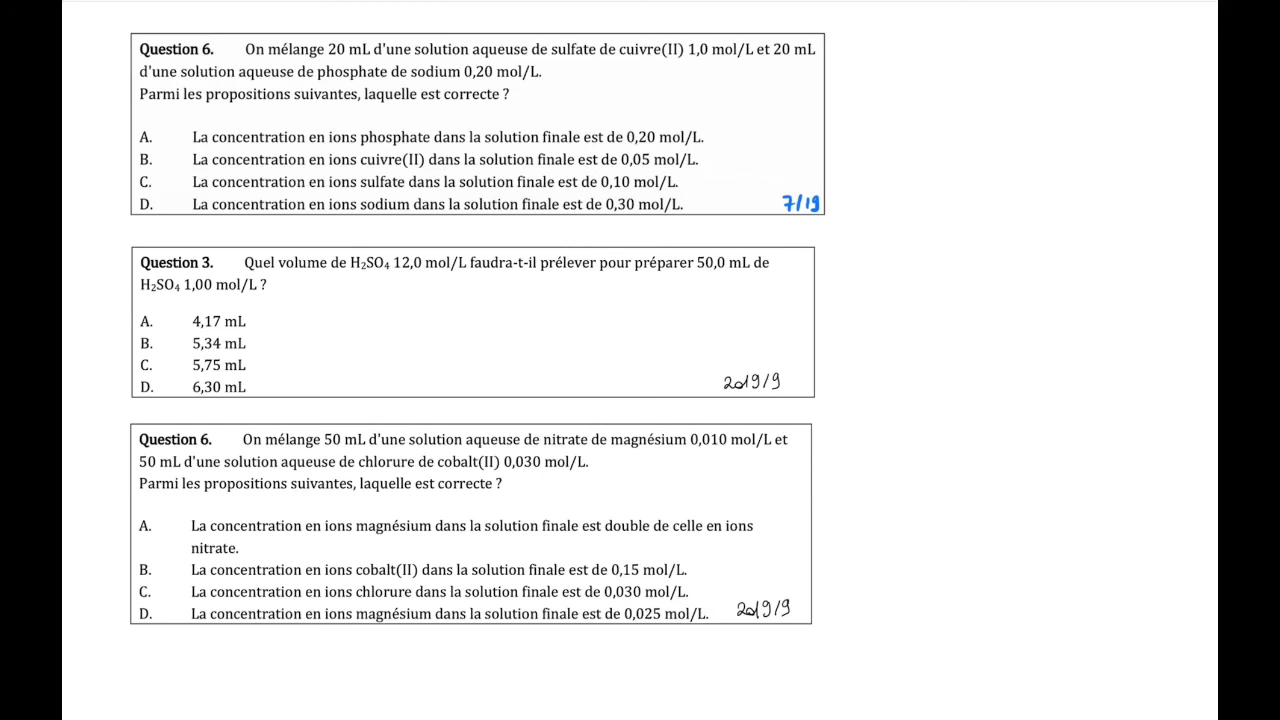 Question 6. On mélange 20 mL d'une solution aqueuse de sulfate de cuivre(II) 1,0 mol/L et 20 mL
d'une solution aqueuse de phosphate de sodium 0,20 mol/L.
Parmi les propositions suivantes, laquelle est correcte ?
A. La concentration en ions phosphate dans la solution finale est de 0,20 mol/L.
B. La concentration en ions cuivre(II) dans la solution finale est de 0,05 mol/L.
C. La concentration en ions sulfate dans la solution finale est de 0,10 mol/L.
D. La concentration en ions sodium dans la solution finale est de 0,30 mol/L. 7/19
Question 3. Quel volume de H₂SO₄ 12,0 mol/L faudra-t-il prélever pour préparer 50,0 mL de
H₂SO₄ 1,00 mol/L ?
A. 4,17 mL
B. 5,34 mL
C. 5,75 mL
D. 6,30 mL 2019/9
Question 6. On mélange 50 mL d'une solution aqueuse de nitrate de magnésium 0,010 mol/L et
50 mL d'une solution aqueuse de chlorure de cobalt(II) 0,030 mol/L.
Parmi les propositions suivantes, laquelle est correcte ?
A. La concentration en ions magnésium dans la solution finale est double de celle en ions
nitrate.
B. La concentration en ions cobalt(II) dans la solution finale est de 0,15 mol/L.
C. La concentration en ions chlorure dans la solution finale est de 0,030 mol/L.
D. La concentration en ions magnésium dans la solution finale est de 0,025 mol/L. 2019/9